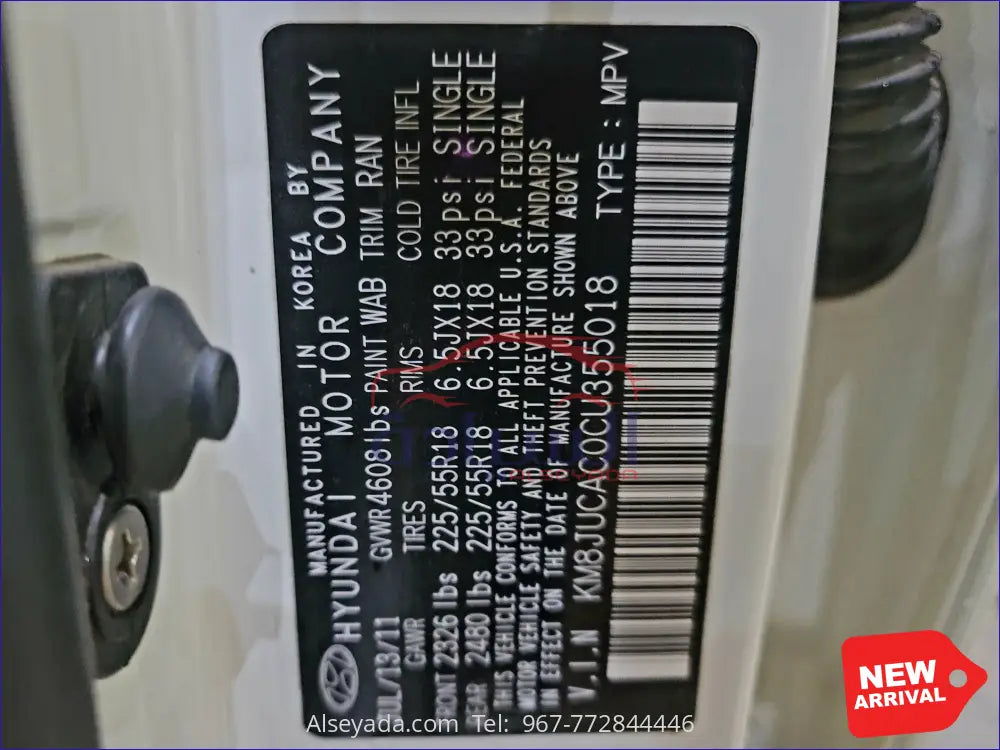 MANUFACTURED IN KOREA BY
HYUNDAI MOTOR COMPANY
JUL/13/11 GVWR 4608lbs PAINT WAB TRIM RAN
GAWR TIRES RIMS COLD TIRE INFL
FRONT 2326 lbs 225/55R18 6.5JX18 33psi SINGLE
REAR 2480 lbs 225/55R18 6.5JX18 33psi SINGLE
THIS VEHICLE CONFORMS TO ALL APPLICABLE U.S.A. FEDERAL
MOTOR VEHICLE SAFETY AND THEFT PREVENTION STANDARDS
IN EFFECT ON THE DATE OF MANUFACTURE SHOWN ABOVE
V.I.N KM8JUCAC0CU355018 TYPE : MPV
NEW
ARRIVAL
Alseyada.com Tel: 967-772844446